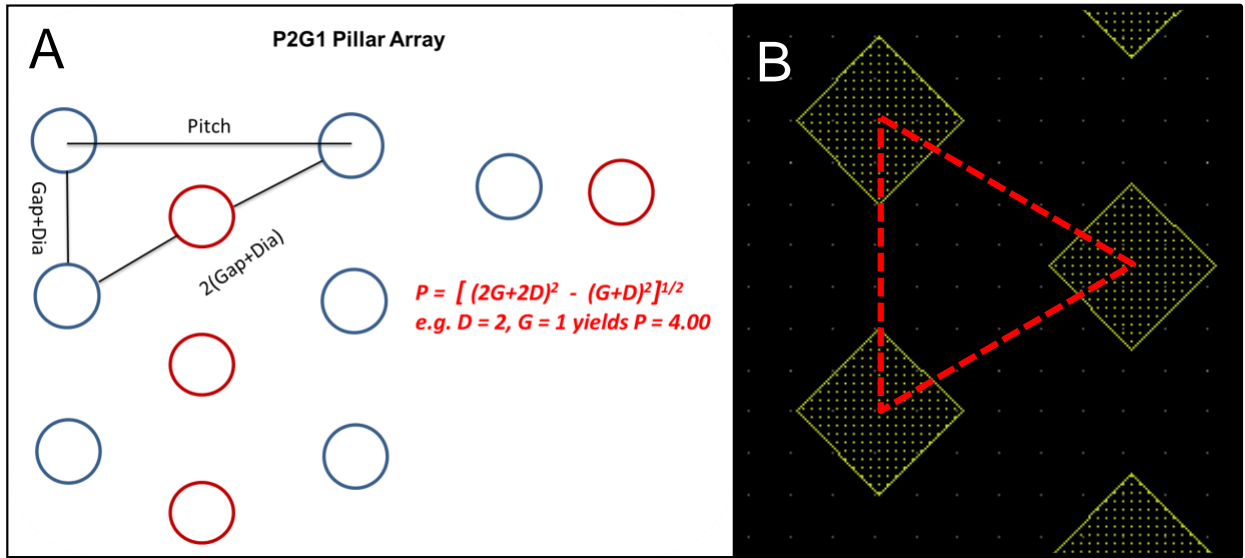 A
P2G1 Pillar Array
B
Pitch
Gap+Dia
2(Gap+Dia)
P = [ (2G+2D)² - (G+D)²]¹/²
e.g. D = 2, G = 1 yields P = 4.00